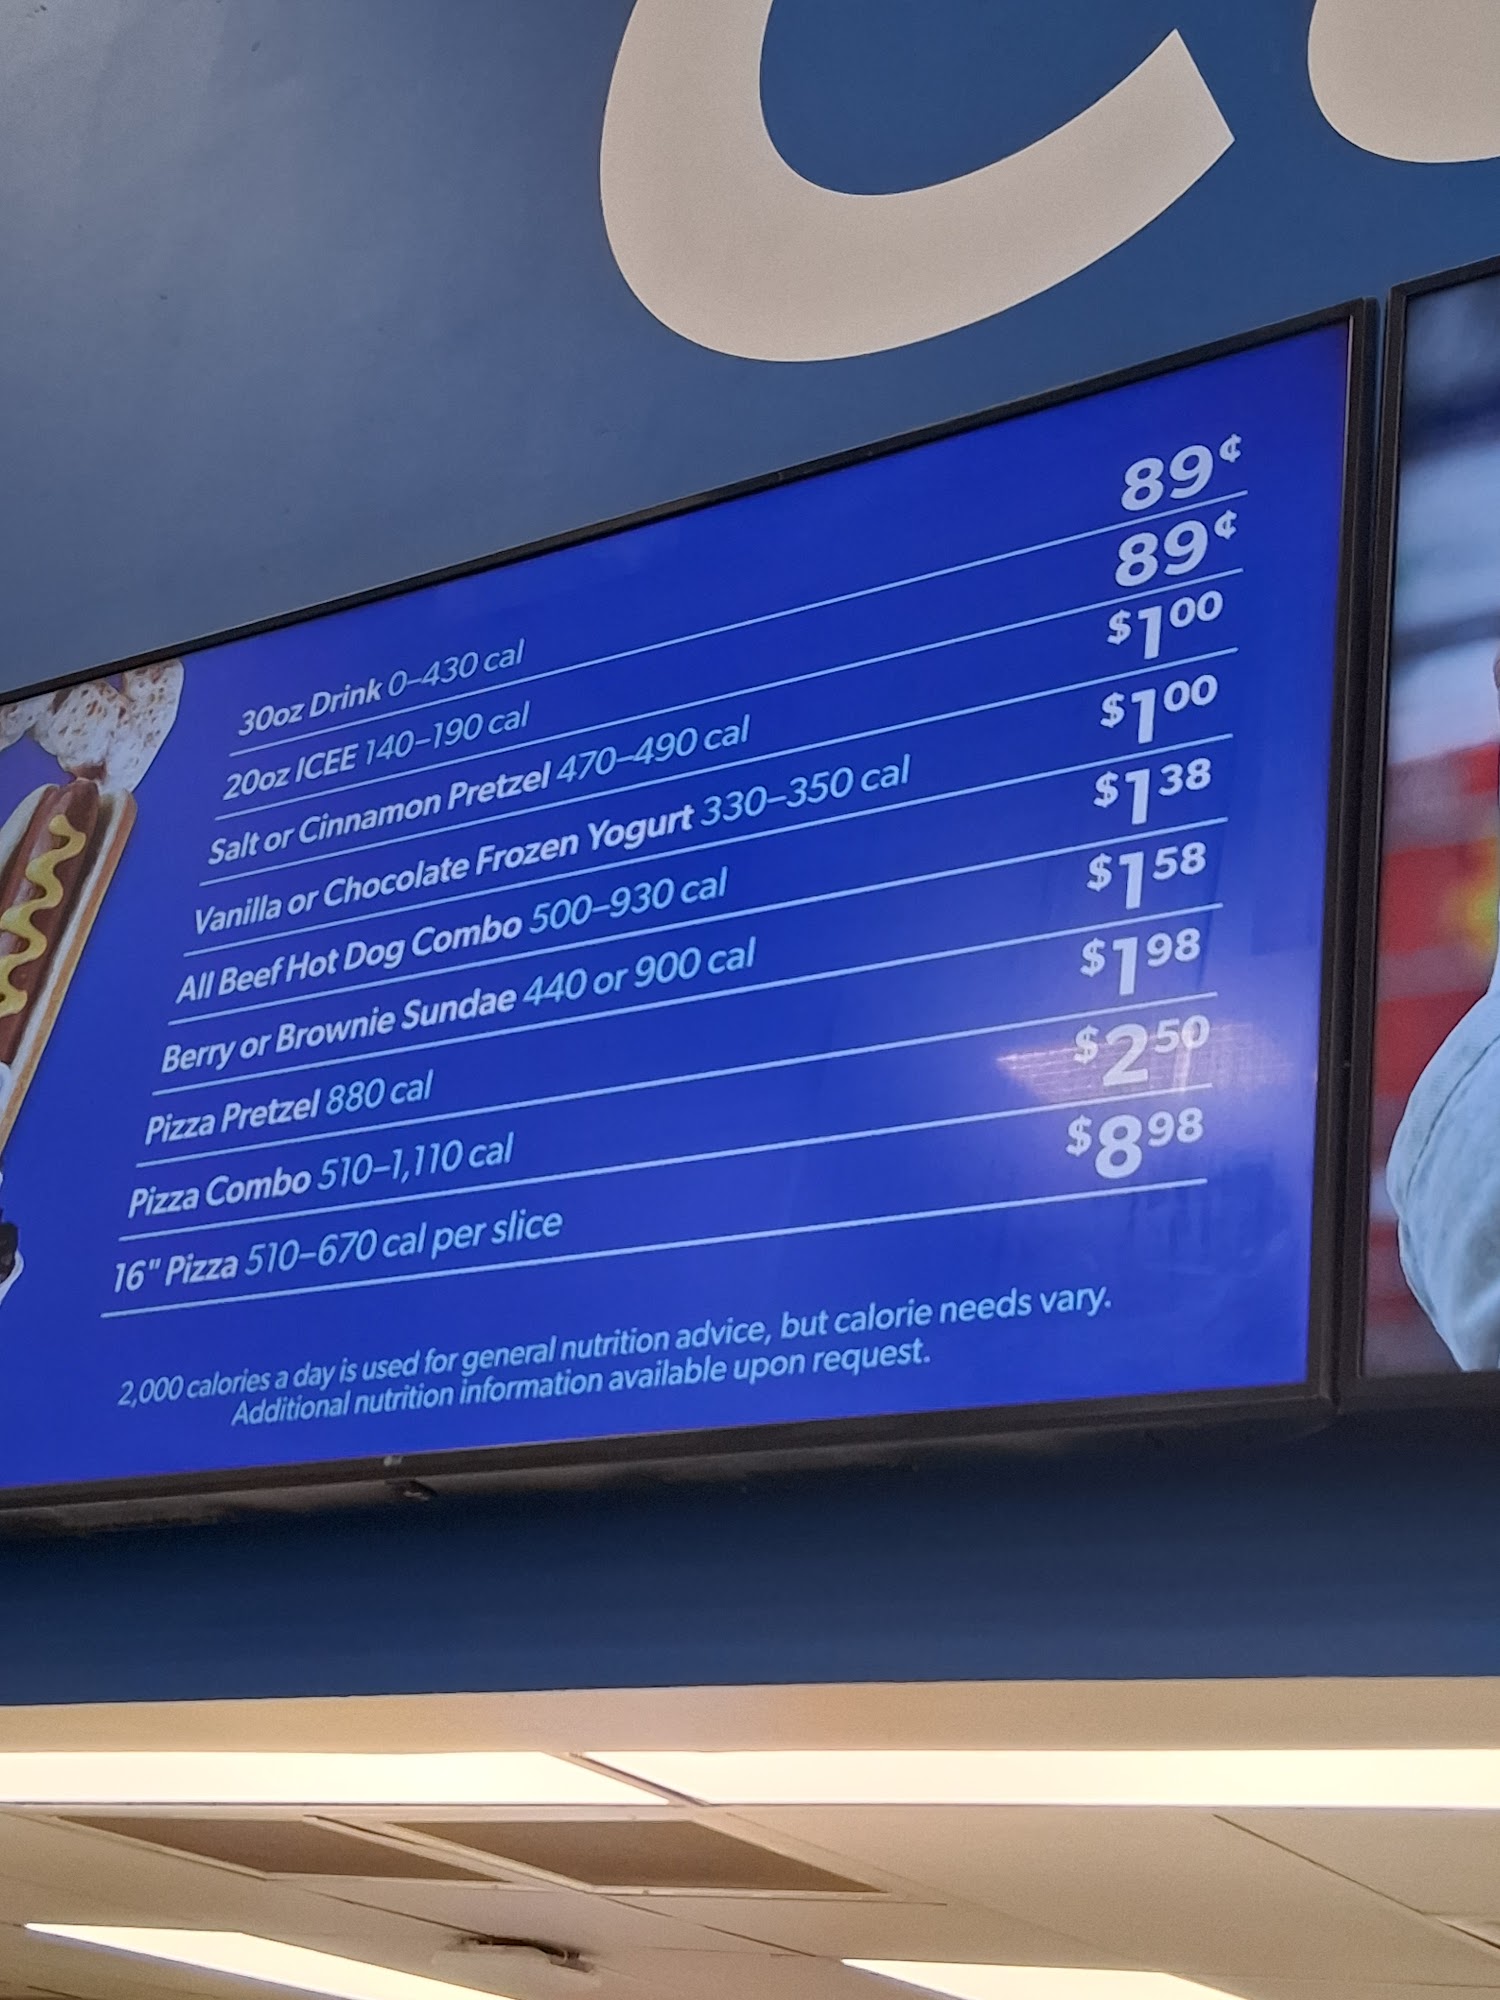 30oz Drink 0–430 cal 89¢
20oz ICEE 140–190 cal 89¢
Salt or Cinnamon Pretzel 470–490 cal $1.00
Vanilla or Chocolate Frozen Yogurt 330–350 cal $1.00
All Beef Hot Dog Combo 500–930 cal $1.38
Berry or Brownie Sundae 440 or 900 cal $1.58
Pizza Pretzel 880 cal $1.98
Pizza Combo 510–1,110 cal $2.50
16" Pizza 510–670 cal per slice $8.98
2,000 calories a day is used for general nutrition advice, but calorie needs vary.
Additional nutrition information available upon request.